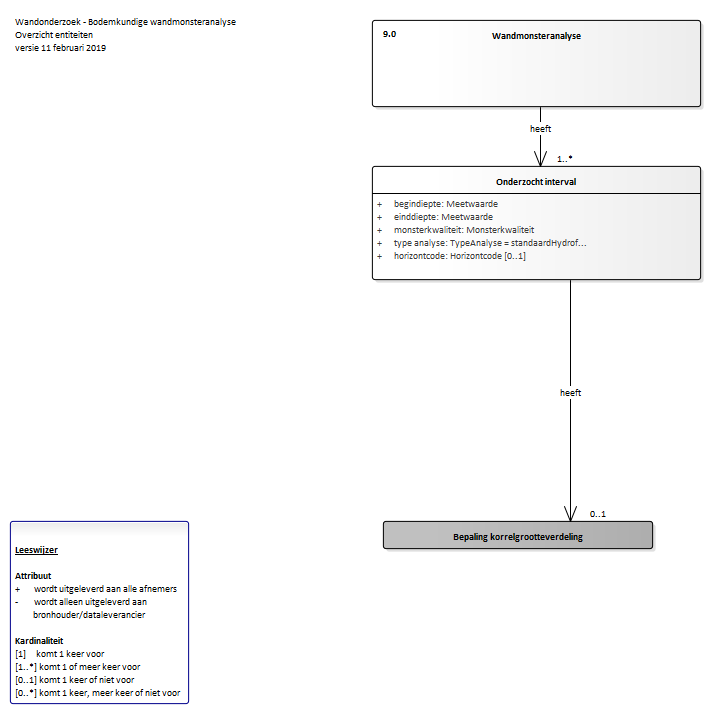 Wandonderzoek - Bodemkundige wandmonsteranalyse
Overzicht entiteiten
versie 11 februari 2019
9.0
Wandmonsteranalyse
heeft
1..*
Onderzocht interval
+ begindiepte: Meetwaarde
+ einddiepte: Meetwaarde
+ monsterkwaliteit: Monsterkwaliteit
+ type analyse: TypeAnalyse = standaardHydrof...
+ horizontcode: Horizontcode [0..1]
heeft
0..1
Bepaling korrelgrootteverdeling
Leeswijzer
Attribuut
+ wordt uitgeleverd aan alle afnemers
- wordt alleen uitgeleverd aan
bronhouder/dataleverancier
Kardinaliteit
[1] komt 1 keer voor
[1..*] komt 1 of meer keer voor
[0..1] komt 1 keer of niet voor
[0..*] komt 1 keer, meer keer of niet voor